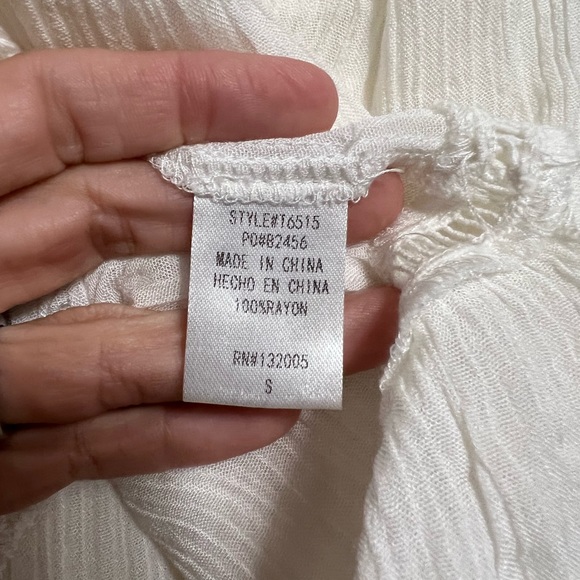 STYLE#T6515
PO#B2456
MADE IN CHINA
HECHO EN CHINA
100%RAYON
RN#132005
S